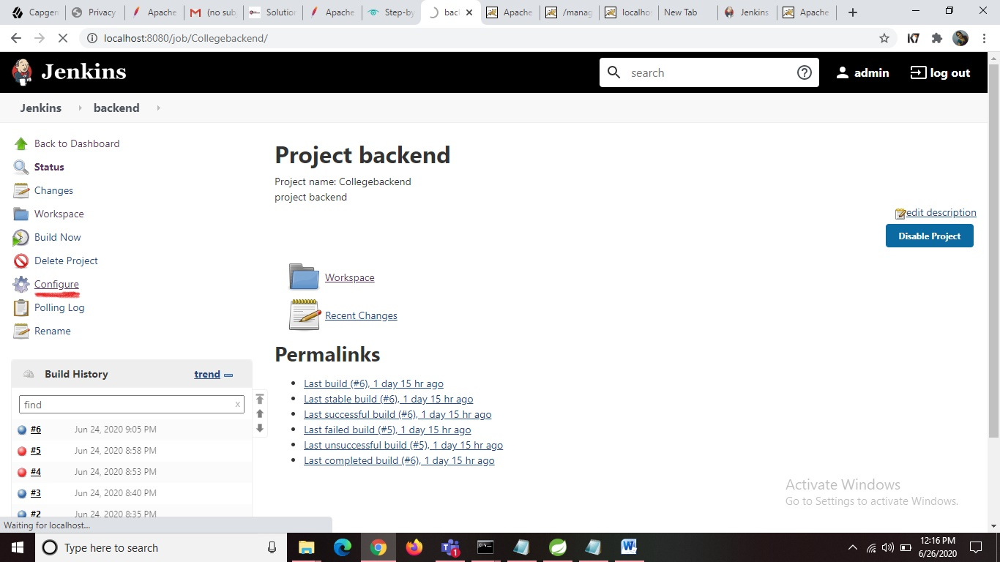 Capgen
Privacy
Apache
(no sub
Solution
Apache
Step-by
bac
Apache
/manag
localhos
New Tab
Jenkins
Apache
localhost:8080/job/Collegebackend/
Jenkins
search
admin
log out
Jenkins
backend
Back to Dashboard
Status
Changes
Workspace
Build Now
Delete Project
Configure
Polling Log
Rename
Build History
trend
find
x
#6 Jun 24, 2020 9:05 PM
#5 Jun 24, 2020 8:58 PM
#4 Jun 24, 2020 8:53 PM
#3 Jun 24, 2020 8:40 PM
#2 Jun 24, 2020 8:35 PM
Project backend
Project name: Collegebackend
project backend
edit description
Disable Project
Workspace
Recent Changes
Permalinks
Last build (#6), 1 day 15 hr ago
Last stable build (#6), 1 day 15 hr ago
Last successful build (#6), 1 day 15 hr ago
Last failed build (#5), 1 day 15 hr ago
Last unsuccessful build (#5), 1 day 15 hr ago
Last completed build (#6), 1 day 15 hr ago
Activate Windows
Go to Settings to activate Windows.
Waiting for localhost...
Type here to search
1
12:16 PM
6/26/2020